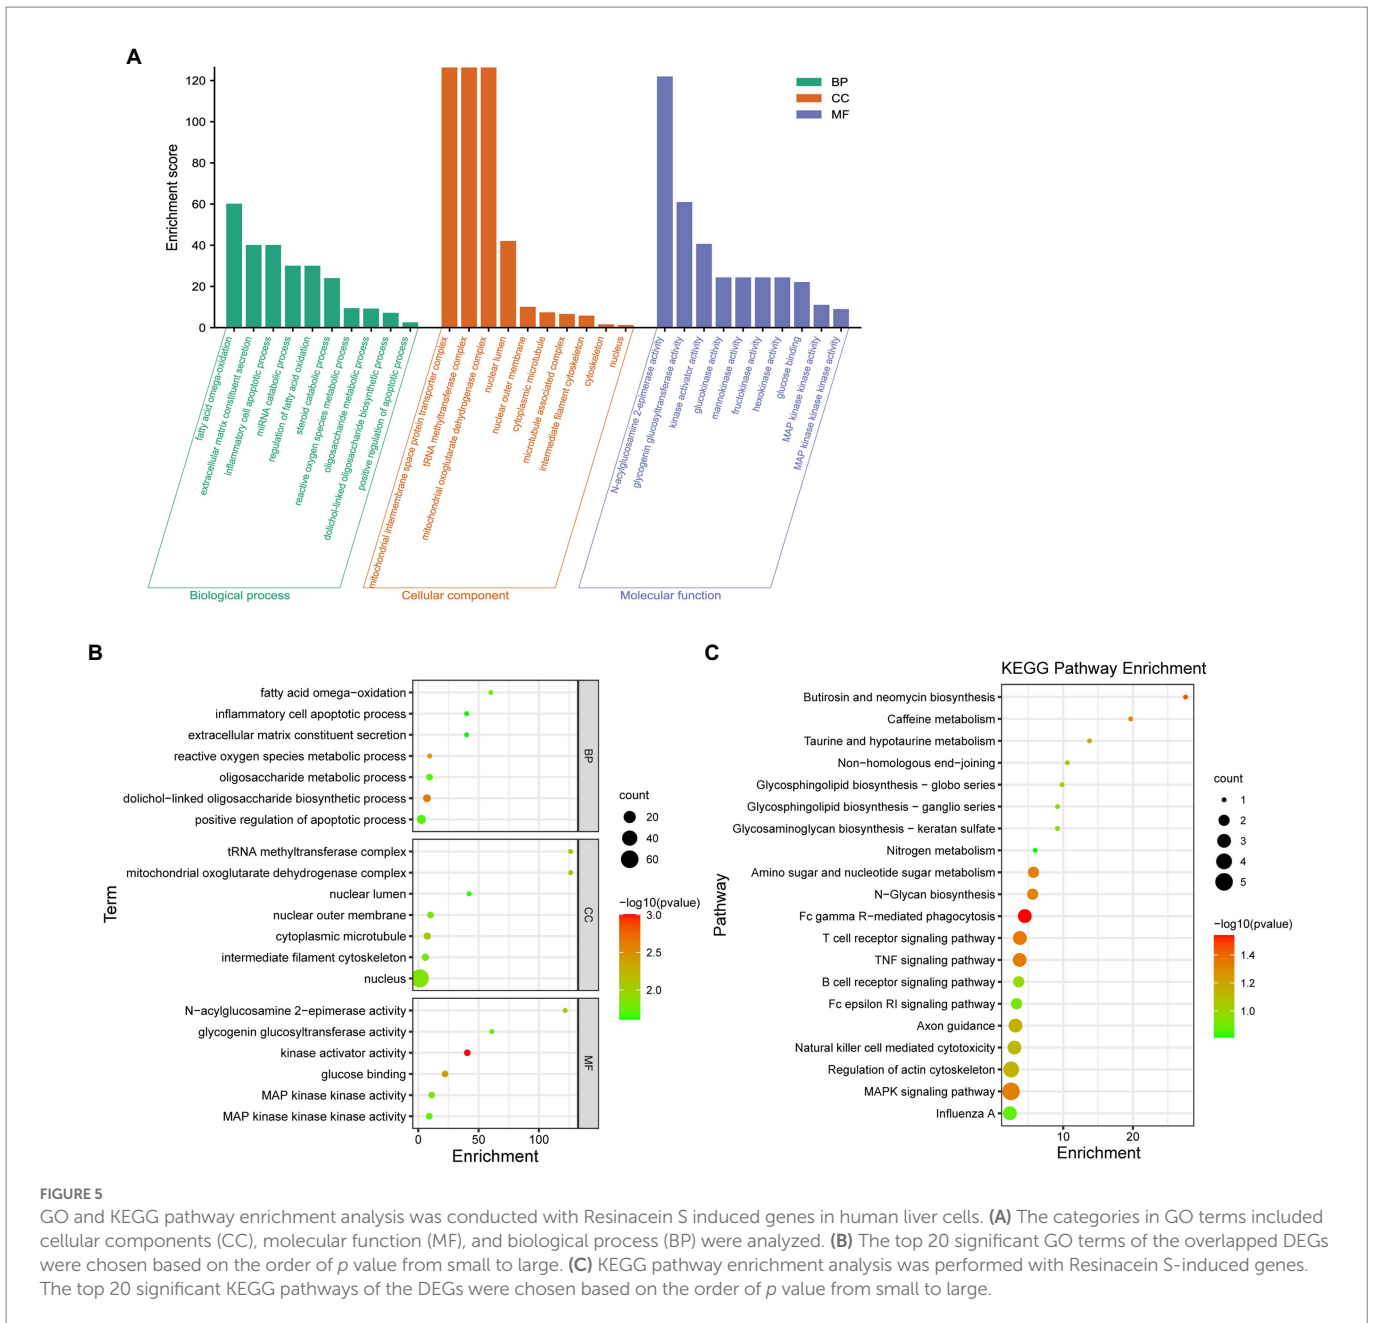 A
Enrichment score
120
100
80
60
40
20
0
BP
CC
MF
fatty acid omega-oxidation
extracellular matrix constituent secretion
inflammatory cell apoptotic process
miRNA catabolic process
regulation of fatty acid oxidation
steroid catabolic process
reactive oxygen species metabolic process
oligosaccharide metabolic process
dolichol-linked oligosaccharide biosynthetic process
positive regulation of apoptotic process
mitochondrial intermembrane space protein transporter complex
tRNA methyltransferase complex
mitochondrial oxoglutarate dehydrogenase complex
nuclear lumen
nuclear outer membrane
cytoplasmic microtubule
microtubule associated complex
intermediate filament cytoskeleton
cytoskeleton
nucleus
N-acylglucosamine 2-epimerase activity
glycogenin glucosyltransferase activity
kinase activator activity
glucokinase activity
mannokinase activity
fructokinase activity
hexokinase activity
glucose binding
MAP kinase kinase activity
MAP kinase kinase kinase activity
Biological process
Cellular component
Molecular function
B
Term
fatty acid omega−oxidation
inflammatory cell apoptotic process
extracellular matrix constituent secretion
reactive oxygen species metabolic process
oligosaccharide metabolic process
dolichol−linked oligosaccharide biosynthetic process
positive regulation of apoptotic process
BP
tRNA methyltransferase complex
mitochondrial oxoglutarate dehydrogenase complex
nuclear lumen
nuclear outer membrane
cytoplasmic microtubule
intermediate filament cytoskeleton
nucleus
CC
N−acylglucosamine 2−epimerase activity
glycogenin glucosyltransferase activity
kinase activator activity
glucose binding
MAP kinase kinase activity
MAP kinase kinase kinase activity
MF
0 50 100
Enrichment
count
20
40
60
−log10(pvalue)
3.0
2.5
2.0
C
KEGG Pathway Enrichment
Pathway
Butirosin and neomycin biosynthesis
Caffeine metabolism
Taurine and hypotaurine metabolism
Non−homologous end−joining
Glycosphingolipid biosynthesis − globo series
Glycosphingolipid biosynthesis − ganglio series
Glycosaminoglycan biosynthesis − keratan sulfate
Nitrogen metabolism
Amino sugar and nucleotide sugar metabolism
N−Glycan biosynthesis
Fc gamma R−mediated phagocytosis
T cell receptor signaling pathway
TNF signaling pathway
B cell receptor signaling pathway
Fc epsilon RI signaling pathway
Axon guidance
Natural killer cell mediated cytotoxicity
Regulation of actin cytoskeleton
MAPK signaling pathway
Influenza A
10 20
Enrichment
count
1
2
3
4
5
−log10(pvalue)
1.4
1.2
1.0
FIGURE 5
GO and KEGG pathway enrichment analysis was conducted with Resinacein S induced genes in human liver cells. (A) The categories in GO terms included
cellular components (CC), molecular function (MF), and biological process (BP) were analyzed. (B) The top 20 significant GO terms of the overlapped DEGs
were chosen based on the order of p value from small to large. (C) KEGG pathway enrichment analysis was performed with Resinacein S-induced genes.
The top 20 significant KEGG pathways of the DEGs were chosen based on the order of p value from small to large.